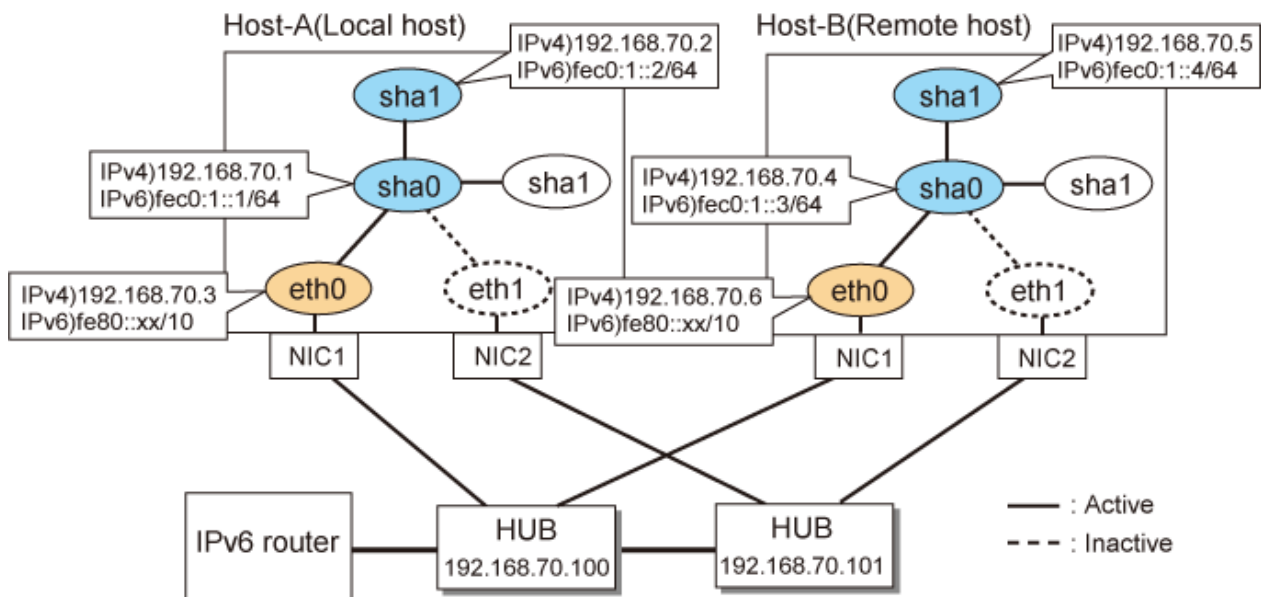 Host-A(Local host)
Host-B(Remote host)
IPv4)192.168.70.2
IPv6)fec0:1::2/64
IPv4)192.168.70.5
IPv6)fec0:1::4/64
sha1
sha1
IPv4)192.168.70.1
IPv6)fec0:1::1/64
sha0
sha1
IPv4)192.168.70.4
IPv6)fec0:1::3/64
sha0
sha1
IPv4)192.168.70.3
IPv6)fe80::xx/10
eth0
eth1
IPv4)192.168.70.6
IPv6)fe80::xx/10
eth0
eth1
NIC1
NIC2
NIC1
NIC2
IPv6 router
HUB
192.168.70.100
HUB
192.168.70.101
: Active
: Inactive